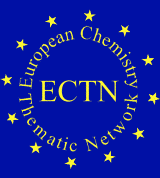 European Chemistry
ECTN
Thematic Network